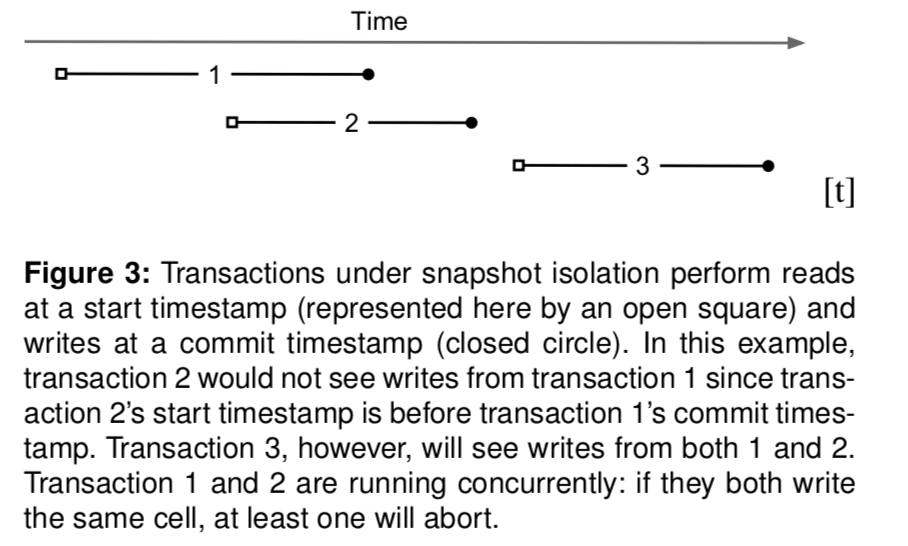 Time
1
2
3
[t]
Figure 3: Transactions under snapshot isolation perform reads
at a start timestamp (represented here by an open square) and
writes at a commit timestamp (closed circle). In this example,
transaction 2 would not see writes from transaction 1 since trans-
action 2's start timestamp is before transaction 1's commit times-
tamp. Transaction 3, however, will see writes from both 1 and 2.
Transaction 1 and 2 are running concurrently: if they both write
the same cell, at least one will abort.